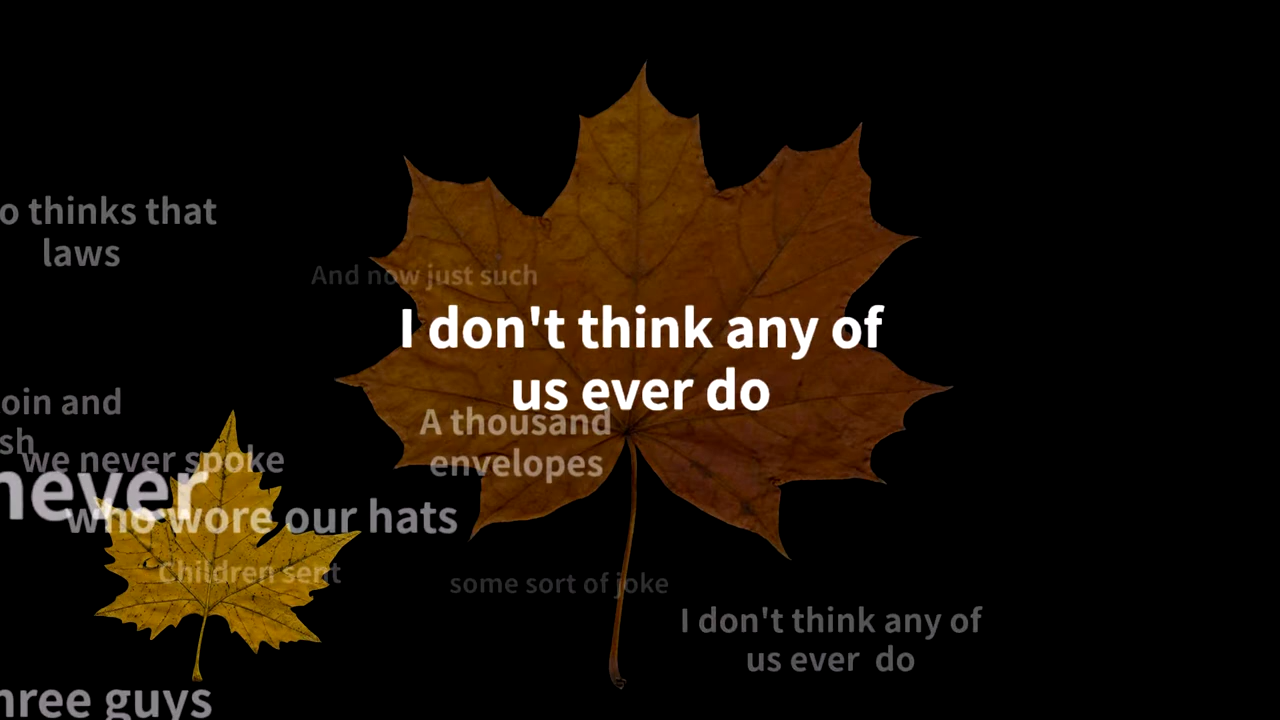 o thinks that
laws
And now just such
I don't think any of
us ever do
oin and
sh
A thousand
envelopes
we never spoke
never
who wore our hats
Children sent
some sort of joke
I don't think any of
us ever do
hree guys